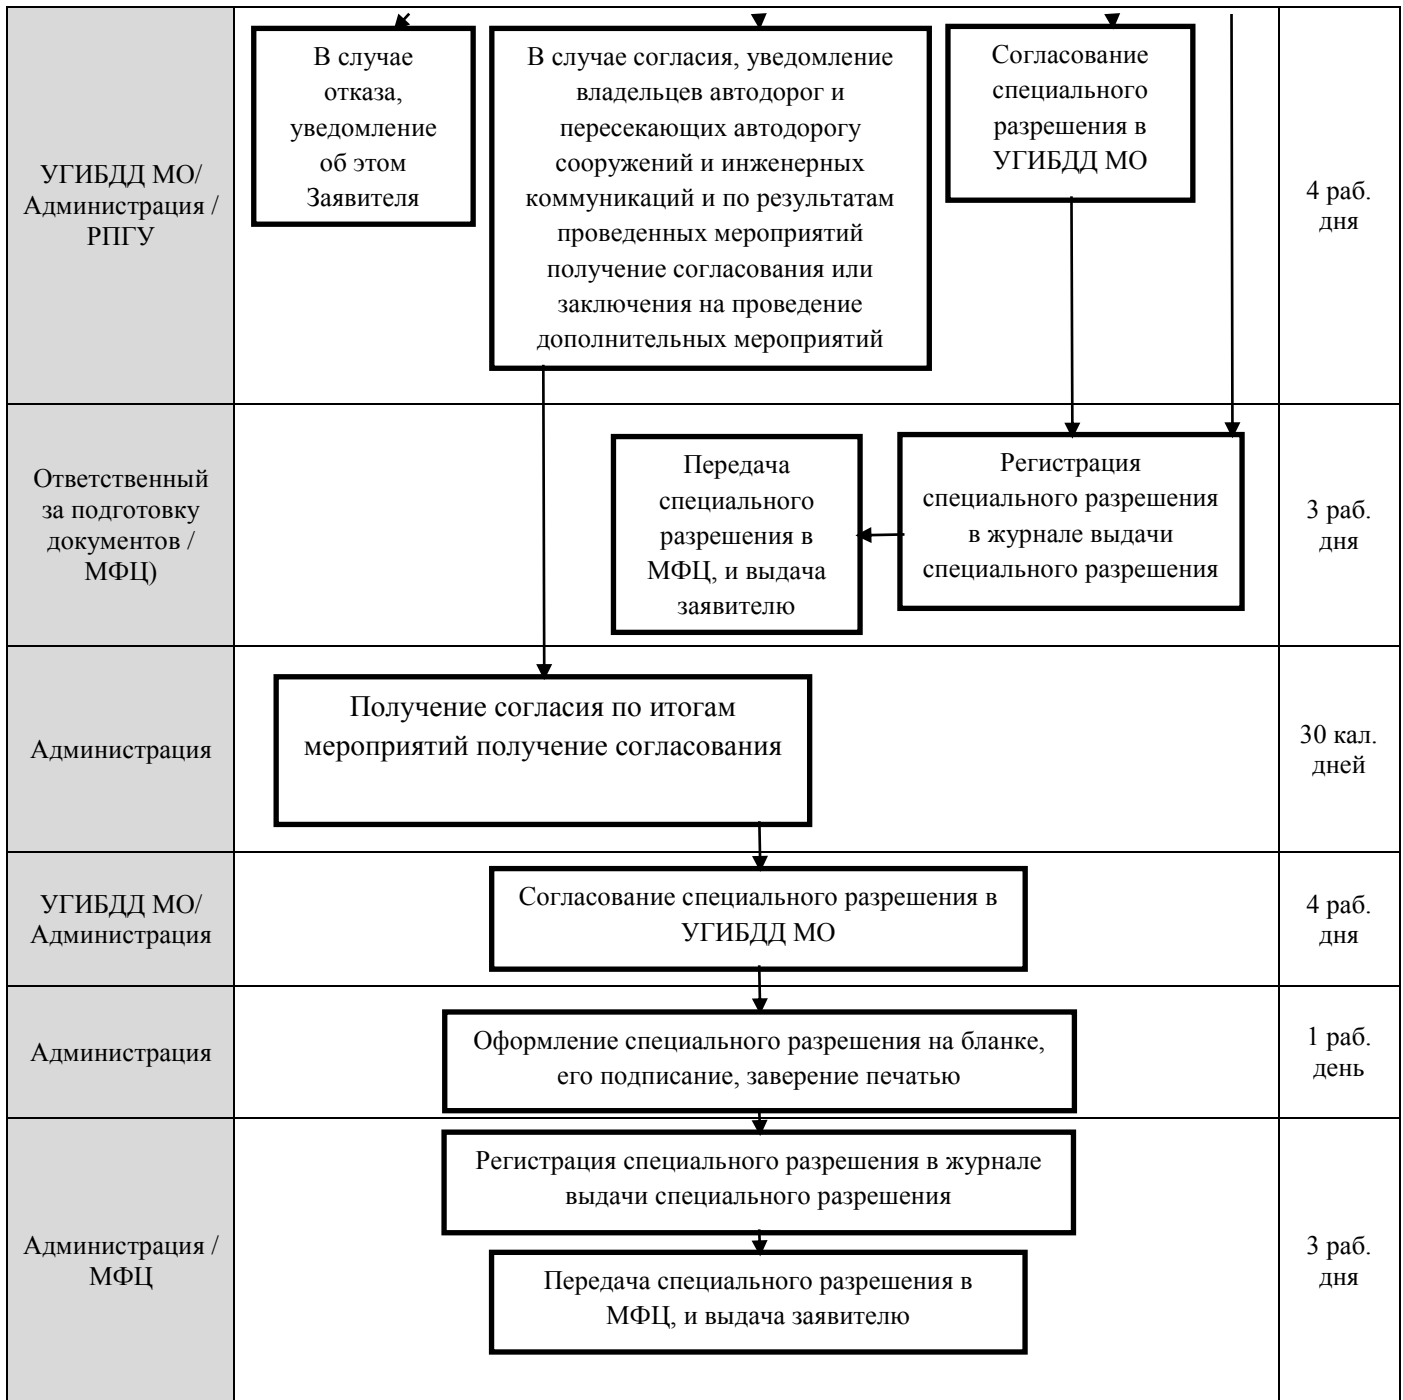 УГИБДД МО/
Администрация /
РПГУ
В случае
отказа,
уведомление
об этом
Заявителя
В случае согласия, уведомление
владельцев автодорог и
пересекающих автодорогу
сооружений и инженерных
коммуникаций и по результатам
проведенных мероприятий
получение согласования или
заключения на проведение
дополнительных мероприятий
Согласование
специального
разрешения в
УГИБДД МО
4 раб.
дня
Ответственный
за подготовку
документов /
МФЦ)
Передача
специального
разрешения в
МФЦ, и выдача
заявителю
Регистрация
специального разрешения
в журнале выдачи
специального разрешения
3 раб.
дня
Администрация
Получение согласия по итогам
мероприятий получение согласования
30 кал.
дней
УГИБДД МО/
Администрация
Согласование специального разрешения в
УГИБДД МО
4 раб.
дня
Администрация
Оформление специального разрешения на бланке,
его подписание, заверение печатью
1 раб.
день
Администрация /
МФЦ
Регистрация специального разрешения в журнале
выдачи специального разрешения
Передача специального разрешения в
МФЦ, и выдача заявителю
3 раб.
дня